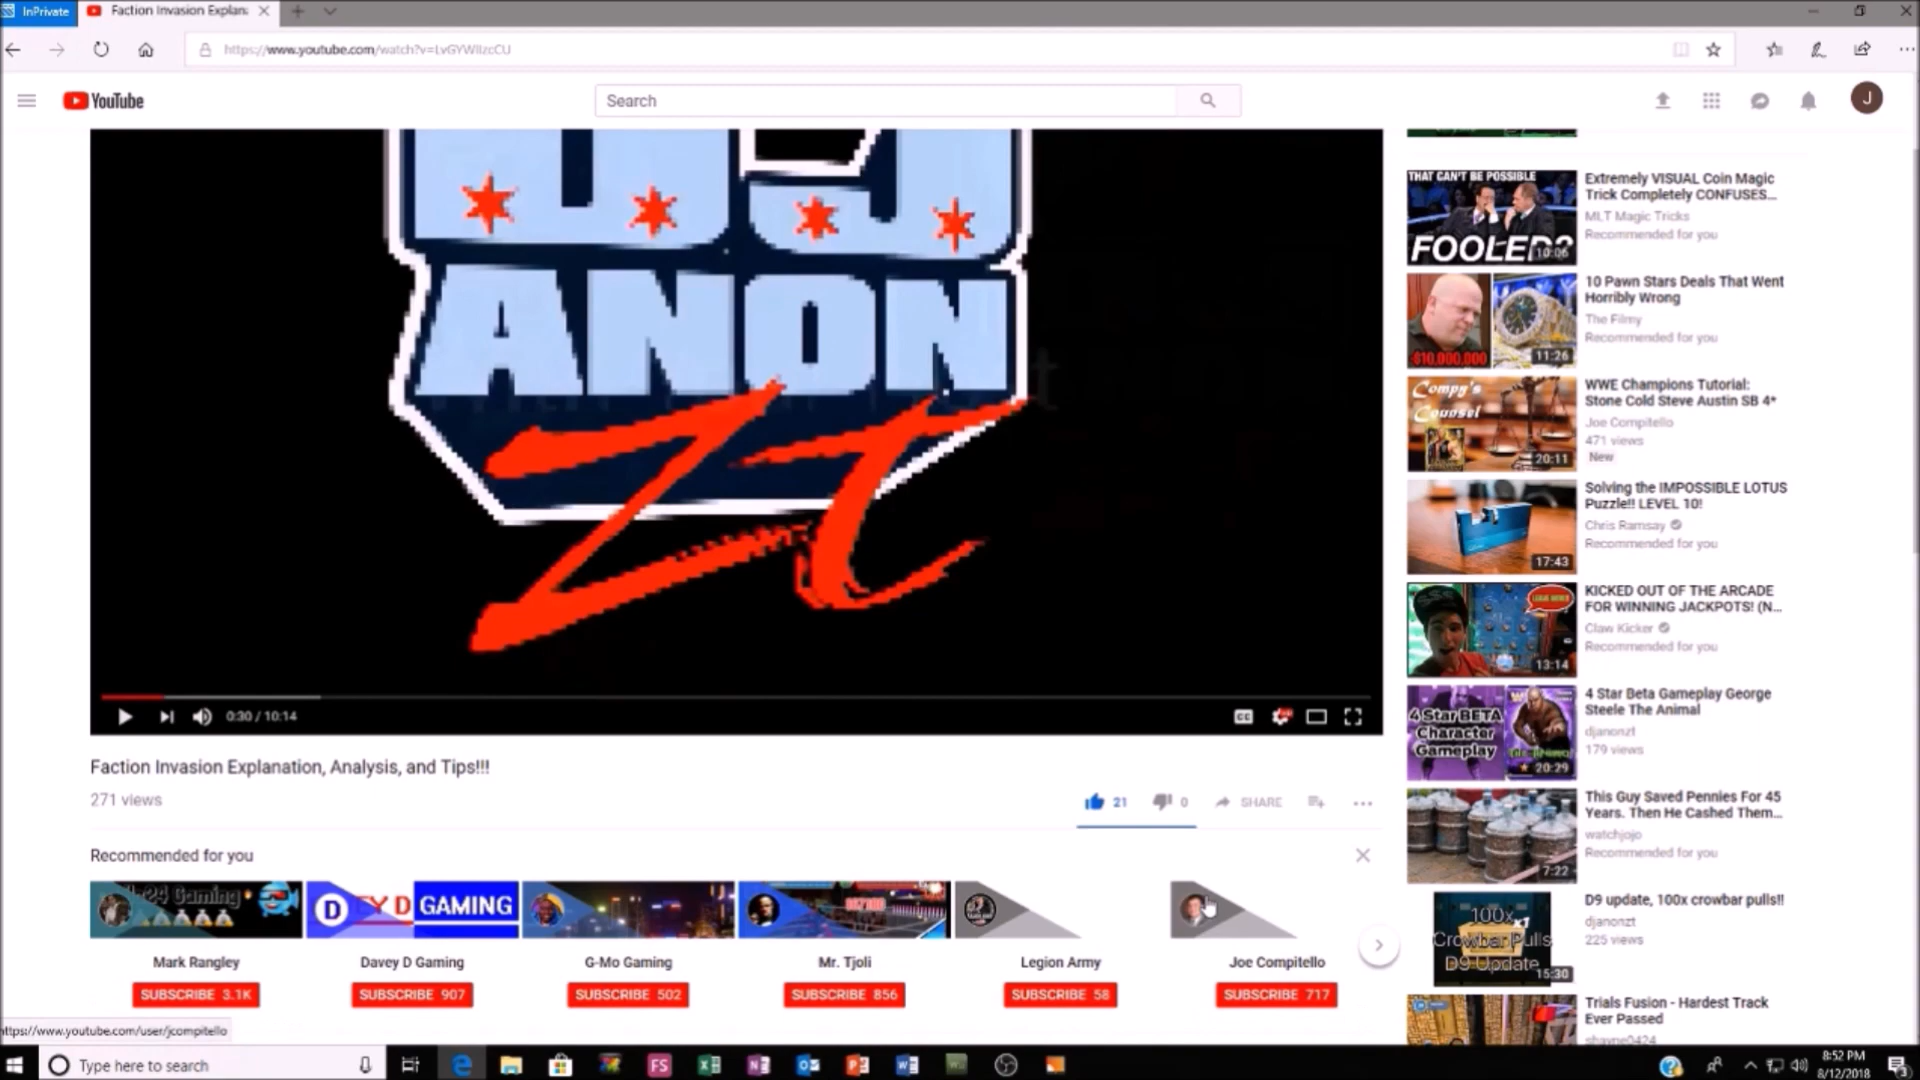 InPrivate
Faction Invasion Explan
https://www.youtube.com/watch?v=LvGYWIIzcCU
YouTube
Search
J
DJ
ANON
Zt
0:30 / 10:14
CC
Faction Invasion Explanation, Analysis, and Tips!!!
271 views
21
0
SHARE
Recommended for you
24 Gaming
D
EY D GAMING
Mark Rangley
Davey D Gaming
G-Mo Gaming
Mr. Tjoli
Legion Army
Joe Compitello
SUBSCRIBE 3.1K
SUBSCRIBE 907
SUBSCRIBE 502
SUBSCRIBE 856
SUBSCRIBE 58
SUBSCRIBE 717
THAT CAN'T BE POSSIBLE
FOOLED?
10:06
Extremely VISUAL Coin Magic
Trick Completely CONFUSES...
MLT Magic Tricks
Recommended for you
-$10,000,000
11:26
10 Pawn Stars Deals That Went
Horribly Wrong
The Filmy
Recommended for you
Compy's
Counsel
20:11
WWE Champions Tutorial:
Stone Cold Steve Austin SB 4*
Joe Compitello
471 views
New
17:43
Solving the IMPOSSIBLE LOTUS
Puzzle!! LEVEL 10!
Chris Ramsay
Recommended for you
13:14
KICKED OUT OF THE ARCADE
FOR WINNING JACKPOTS! (N...
Claw Kicker
Recommended for you
4 Star BETA
Character
Gameplay
20:29
4 Star Beta Gameplay George
Steele The Animal
djanonzt
179 views
7:22
This Guy Saved Pennies For 45
Years. Then He Cashed Them...
watchjojo
Recommended for you
100x
Crowbar Pulls
D9 Update
15:30
D9 update, 100x crowbar pulls!!
djanonzt
225 views
Trials Fusion - Hardest Track
Ever Passed
shayne0424
https://www.youtube.com/user/jcompitello
Type here to search
FS
8:52 PM
8/12/2018
3